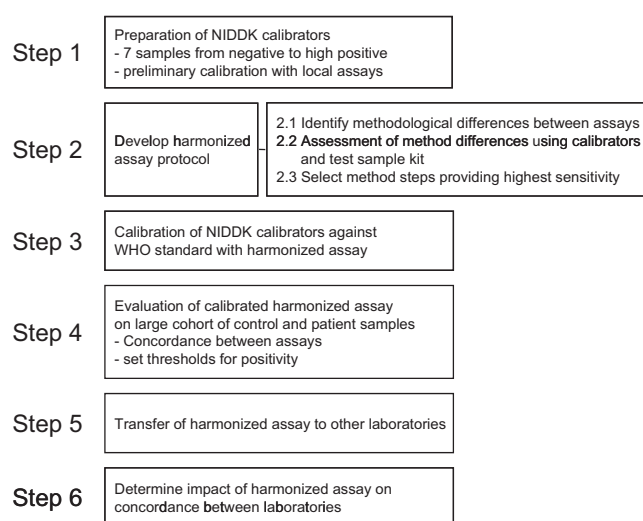 Step 1
Preparation of NIDDK calibrators
- 7 samples from negative to high positive
- preliminary calibration with local assays
Step 2
Develop harmonized
assay protocol
2.1 Identify methodological differences between assays
2.2 Assessment of method differences using calibrators
and test sample kit
2.3 Select method steps providing highest sensitivity
Step 3
Calibration of NIDDK calibrators against
WHO standard with harmonized assay
Step 4
Evaluation of calibrated harmonized assay
on large cohort of control and patient samples
- Concordance between assays
- set thresholds for positivity
Step 5
Transfer of harmonized assay to other laboratories
Step 6
Determine impact of harmonized assay on
concordance between laboratories